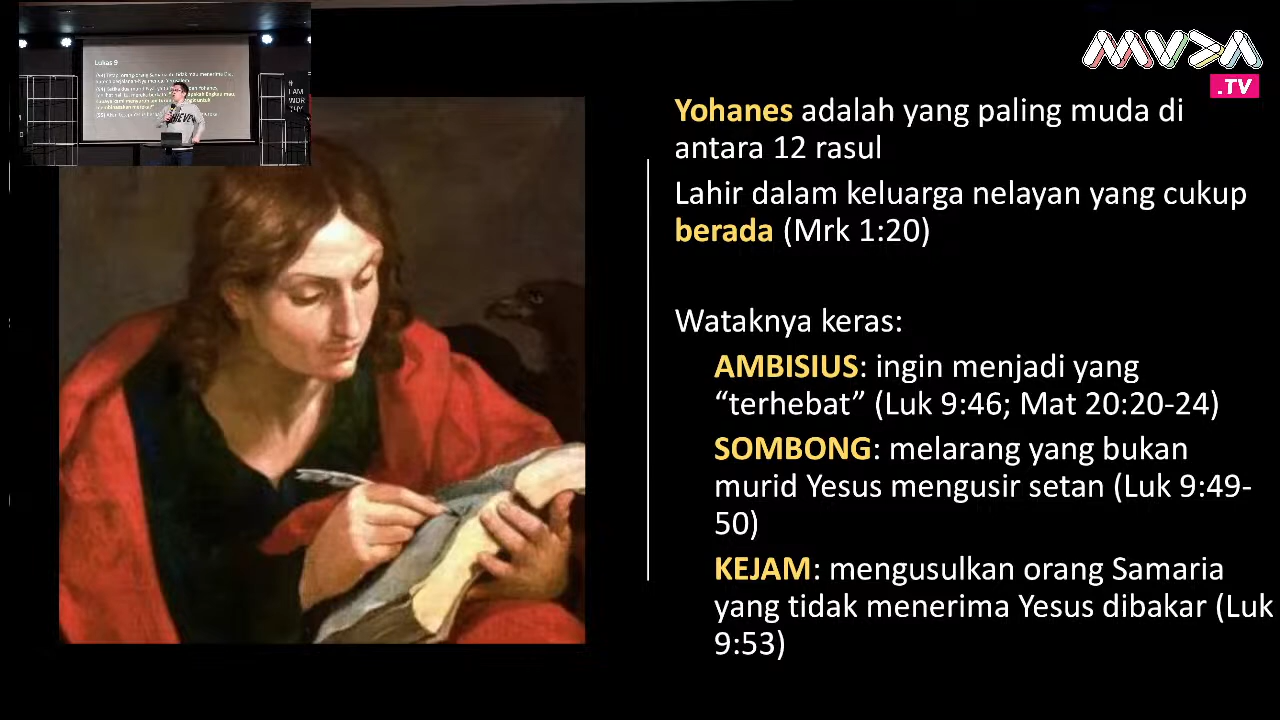 MVDA
.TV
Lukas 9
Yohanes adalah yang paling muda di
antara 12 rasul
Lahir dalam keluarga nelayan yang cukup
berada (Mrk 1:20)
Wataknya keras:
AMBISIUS: ingin menjadi yang
“terhebat” (Luk 9:46; Mat 20:20-24)
SOMBONG: melarang yang bukan
murid Yesus mengusir setan (Luk 9:49-
50)
KEJAM: mengusulkan orang Samaria
yang tidak menerima Yesus dibakar (Luk
9:53)